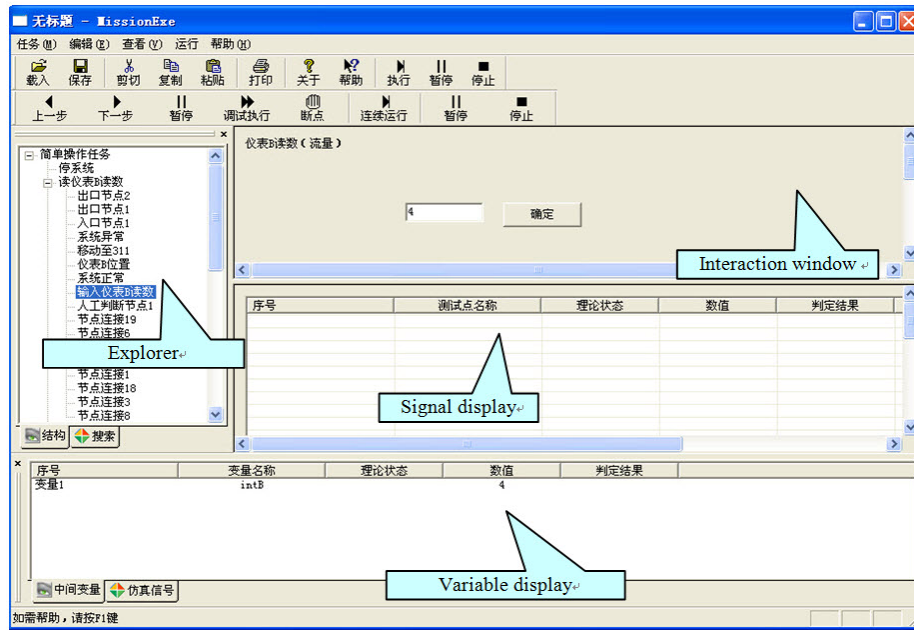 无标题 - MissionExe
任务(M) 编辑(E) 查看(V) 运行 帮助(H)
载入 保存 剪切 复制 粘贴 打印 关于 帮助 执行 暂停 停止
上一步 下一步 暂停 调试执行 断点 连续运行 暂停 停止
简单操作任务
停系统
读仪表B读数
出口节点2
出口节点1
入口节点1
系统异常
移动至311
仪表B位置
系统正常
输入仪表B读数
人工判断节点1
节点连接19
节点连接6
Explorer
节点连接1
节点连接18
节点连接3
节点连接8
结构 搜索
仪表B读数(流量)
4 确定
Interaction window
序号 测试点名称 理论状态 数值 判定结果
Signal display
序号 变量名称 理论状态 数值 判定结果
变量1 intB 4
Variable display
中间变量 仿真信号
如需帮助，请按F1键